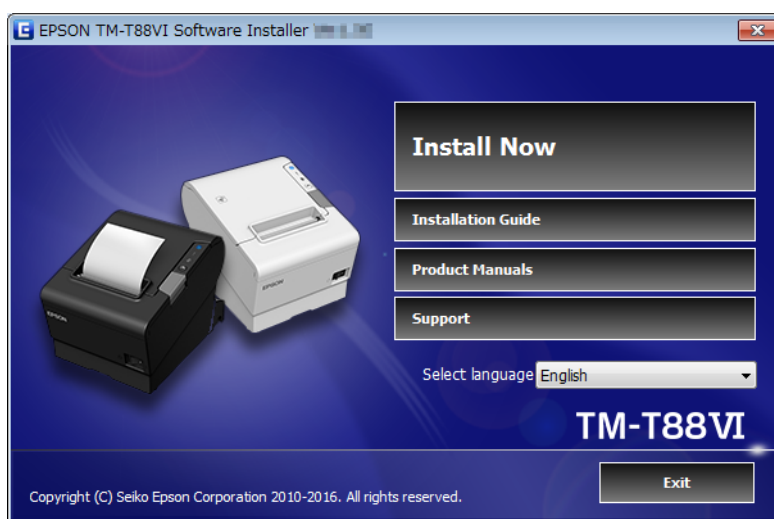 EPSON TM-T88VI Software Installer
Install Now
Installation Guide
Product Manuals
Support
Select language English
EPSON
EPSON
TM-T88VI
Exit
Copyright (C) Seiko Epson Corporation 2010-2016. All rights reserved.